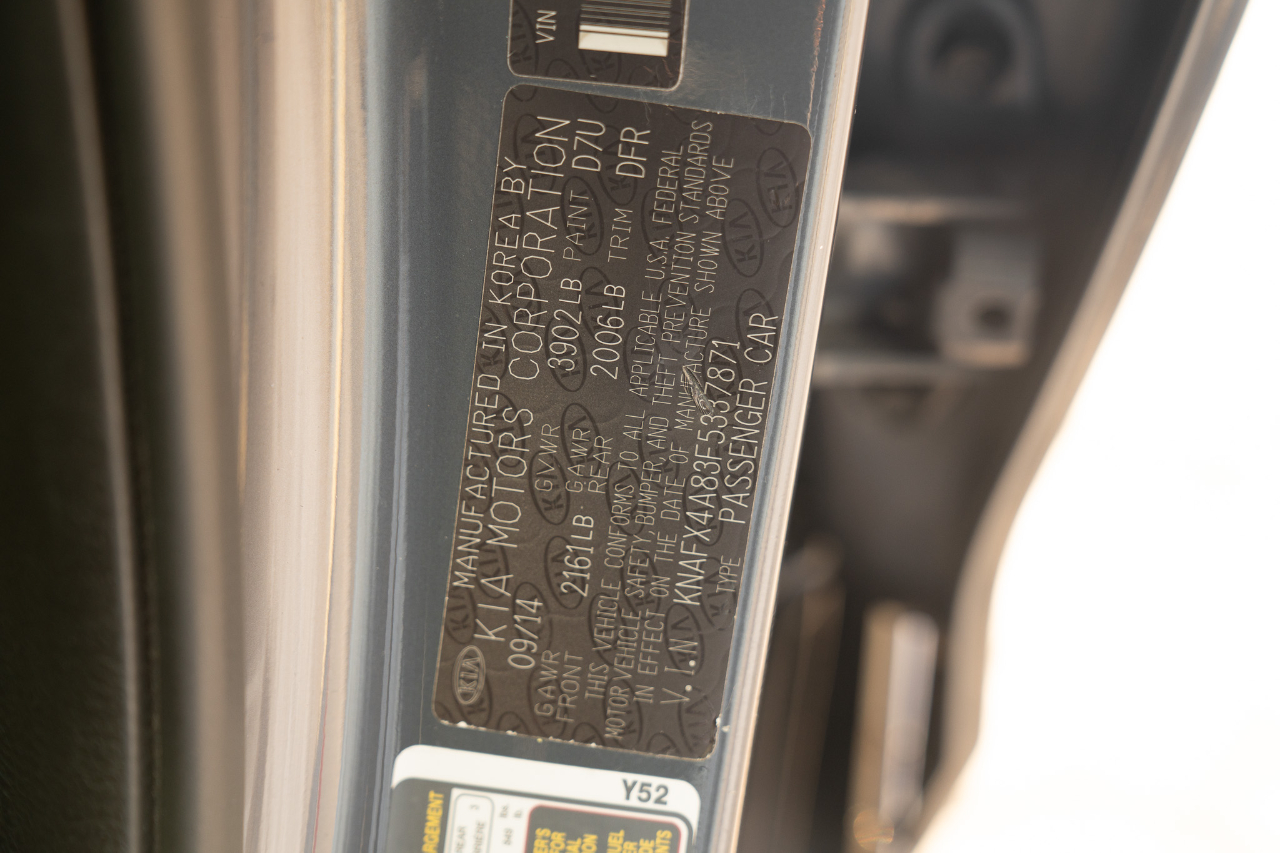 VIN
MANUFACTURED IN KOREA BY
KIA MOTORS CORPORATION
09/14 GVWR 3902LB PAINT D7U
GAWR FRONT 2161LB GAWR REAR 2006LB TRIM DFR
THIS VEHICLE CONFORMS TO ALL APPLICABLE U.S.A. FEDERAL
MOTOR VEHICLE SAFETY, BUMPER, AND THEFT PREVENTION STANDARDS
IN EFFECT ON THE DATE OF MANUFACTURE SHOWN ABOVE
V.I.N KNAFX4A83F5337871
TYPE PASSENGER CAR
KIA
Y52